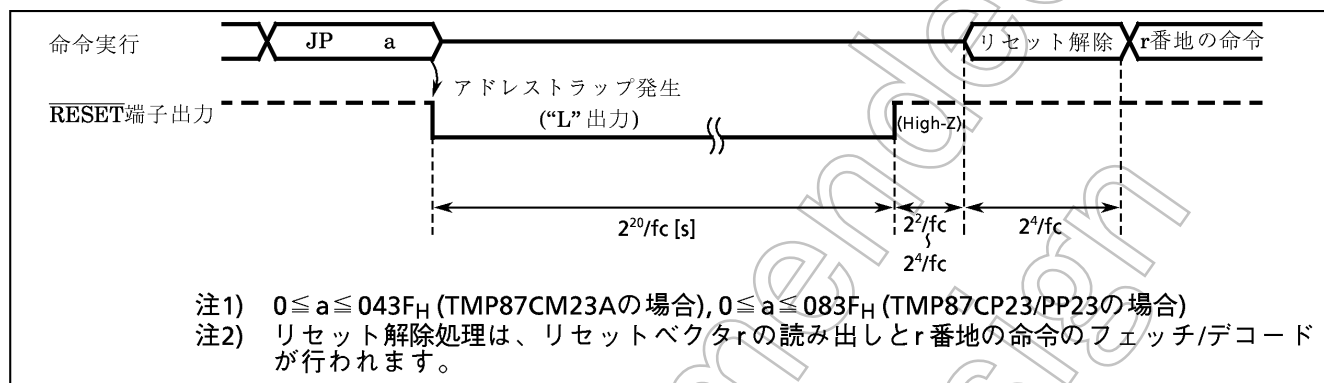 命令実行
JP a
リセット解除
r番地の命令
アドレストラップ発生
RESET端子出力
("L" 出力)
(High-Z)
2²⁰/fc [s]
2²/fc
〜
2⁴/fc
2⁴/fc
注1) 0≦a≦043FH (TMP87CM23Aの場合), 0≦a≦083FH (TMP87CP23/PP23の場合)
注2) リセット解除処理は、リセットベクタrの読み出しとr番地の命令のフェッチ/デコード
が行われます。